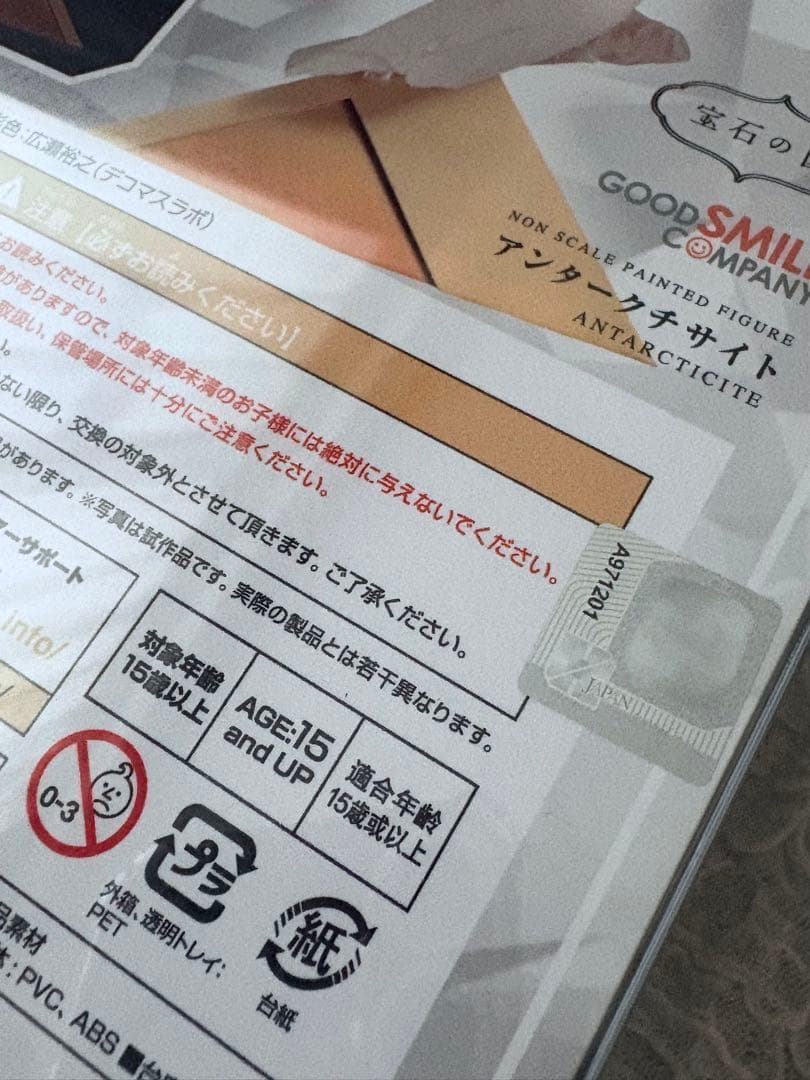 宝石の
GOOD SMILE
COMPANY
NON SCALE PAINTED FIGURE
アンタークチサイト
ANTARCTICITE
彩色:広瀬裕之(デコマスラボ)
注意【必ずお読みください】
お読みください。
がありますので、対象年齢未満のお子様には絶対に与えないでください。
取扱い、保管場所には十分にご注意ください。
い。
ない限り、交換の対象外とさせて頂きます。ご了承ください。
があります。※写真は試作品です。実際の製品とは若干異なります。
A971201
JAPAN
ーサポート
info/
対象年齢
15歳以上
AGE:15
and UP
適合年齢
15歳或以上
0-3
プラ
外箱、透明トレイ:
PET
紙
台紙
品素材
体:PVC、ABS ■台